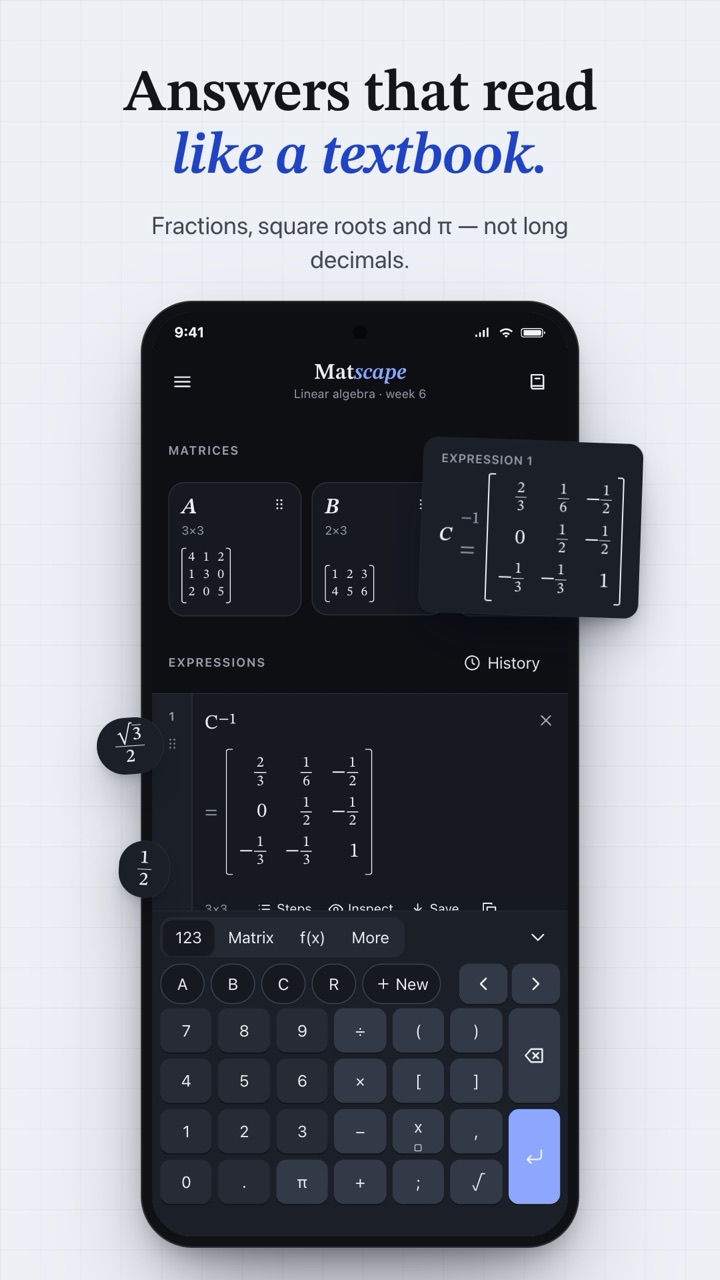 Answers that read
like a textbook.
Fractions, square roots and π — not long
decimals.
9:41
Matscape
Linear algebra · week 6
MATRICES
A
3×3
4 1 2
1 3 0
2 0 5
B
2×3
1 2 3
4 5 6
EXPRESSION 1
C⁻¹ =
2/3 1/6 −1/2
0 1/2 −1/2
−1/3 −1/3 1
EXPRESSIONS
History
1
C⁻¹
=
2/3 1/6 −1/2
0 1/2 −1/2
−1/3 −1/3 1
√3/2
1/2
3×3 Steps Inspect Save
123 Matrix f(x) More
A B C R + New
7 8 9 ÷ ( )
4 5 6 × [ ]
1 2 3 − x ,
0 . π + ; √